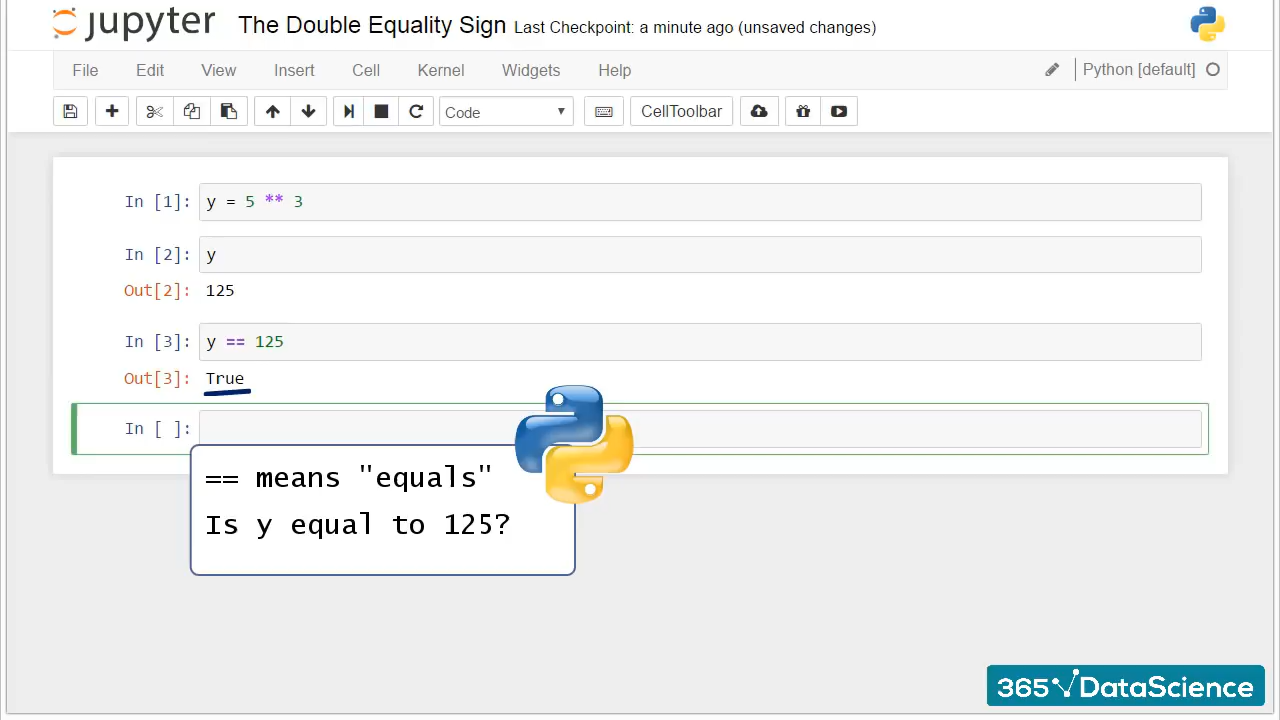 jupyter The Double Equality Sign Last Checkpoint: a minute ago (unsaved changes)
File Edit View Insert Cell Kernel Widgets Help Python [default]
Code CellToolbar
In [1]: y = 5 ** 3
In [2]: y
Out[2]: 125
In [3]: y == 125
Out[3]: True
In [ ]:
== means "equals"
Is y equal to 125?
365 DataScience